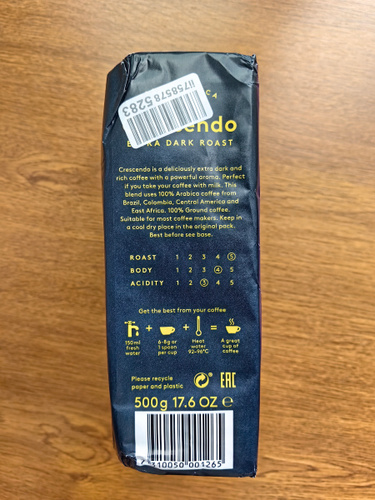 11758578 5283
EXTRA DARK ROAST
Crescendo is a deliciously extra dark and
rich coffee with a powerful aroma. Perfect
if you take your coffee with milk. This
blend uses 100% Arabica coffee from
Brazil, Colombia, Central America and
East Africa. 100% Ground coffee.
Suitable for most coffee makers. Keep in
a cool dry place in the original pack.
Best before see base.
ROAST 1 2 3 4 5
BODY 1 2 3 4 5
ACIDITY 1 2 3 4 5
Get the best from your coffee
+ + =
150ml fresh water
6-8g or 1 spoon per cup
Heat water 92-96°C
A great cup of coffee
Please recycle
paper and plastic
EAC
500g 17.6 OZ ℮
7310050 001265